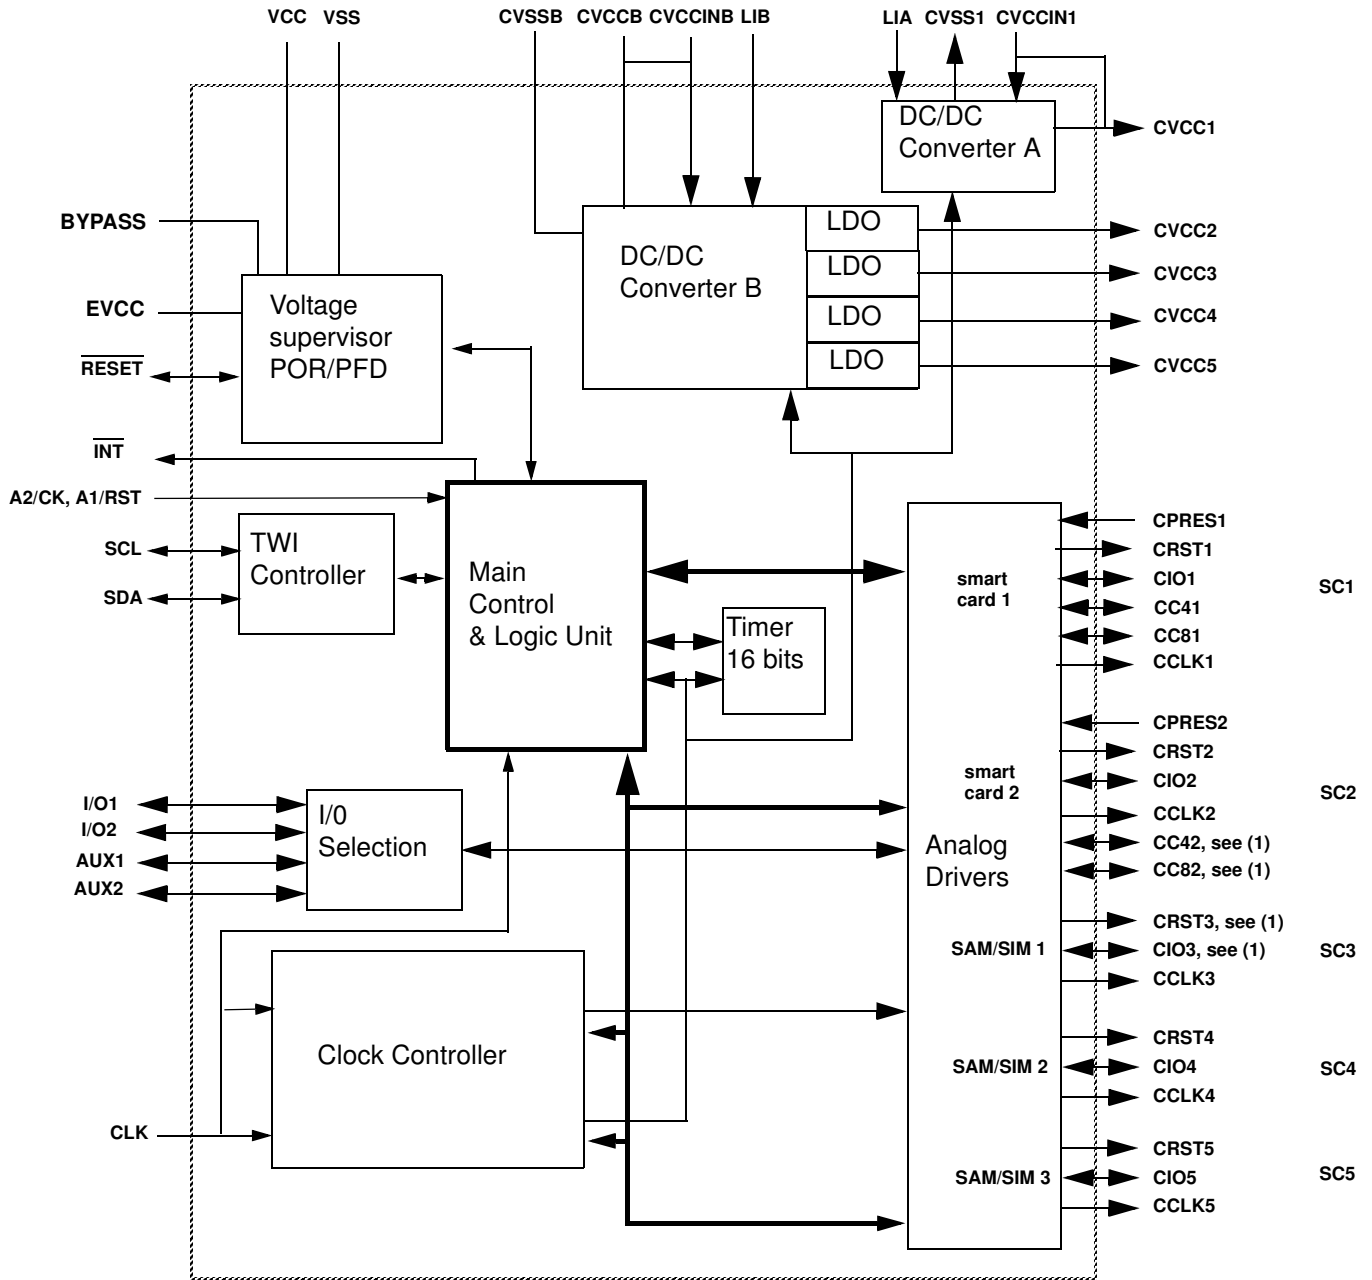 VCC VSS CVSSB CVCCB CVCCINB LIB LIA CVSS1 CVCCIN1
DC/DC
Converter A
CVCC1
BYPASS
EVCC
RESET
Voltage
supervisor
POR/PFD
DC/DC
Converter B
LDO
LDO
LDO
LDO
CVCC2
CVCC3
CVCC4
CVCC5
INT
A2/CK, A1/RST
SCL
SDA
TWI
Controller
Main
Control
& Logic Unit
Timer
16 bits
I/O1
I/O2
AUX1
AUX2
I/0
Selection
CLK
Clock Controller
smart
card 1
smart
card 2
Analog
Drivers
SAM/SIM 1
SAM/SIM 2
SAM/SIM 3
CPRES1
CRST1
CIO1
CC41
CC81
CCLK1
SC1
CPRES2
CRST2
CIO2
CCLK2
CC42, see (1)
CC82, see (1)
SC2
CRST3, see (1)
CIO3, see (1)
CCLK3
SC3
CRST4
CIO4
CCLK4
SC4
CRST5
CIO5
CCLK5
SC5